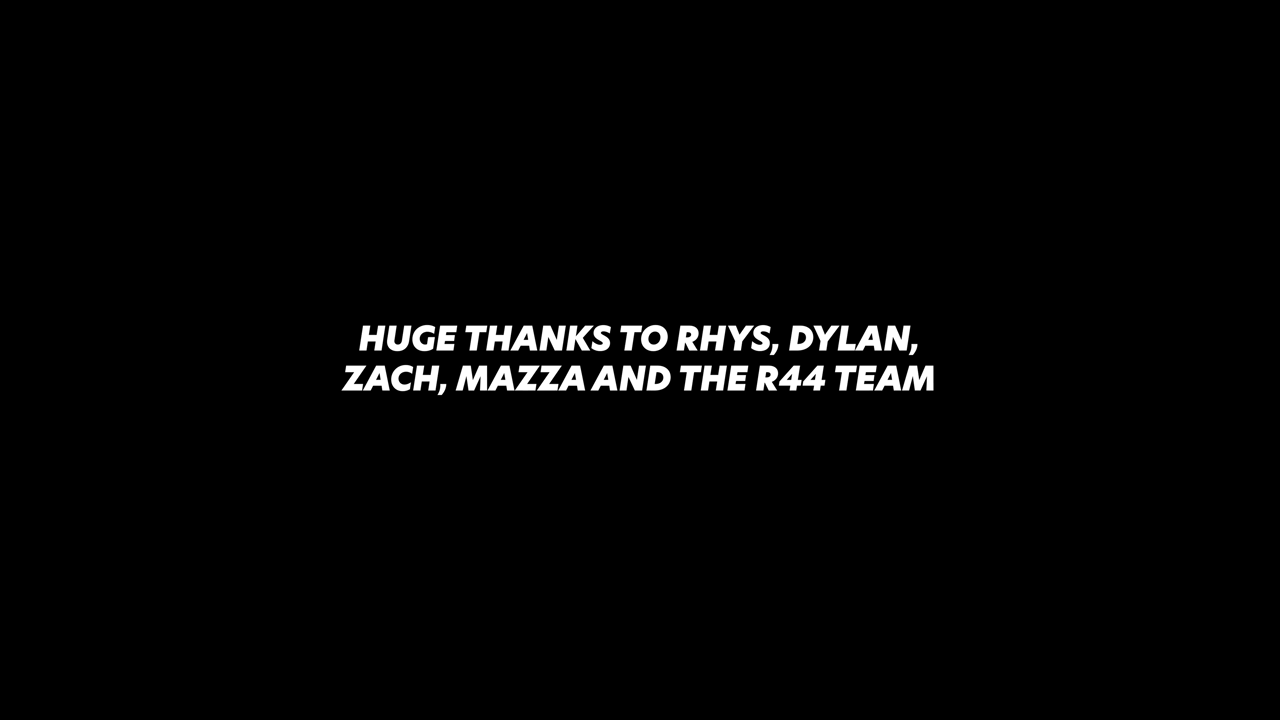 HUGE THANKS TO RHYS, DYLAN,
ZACH, MAZZA AND THE R44 TEAM